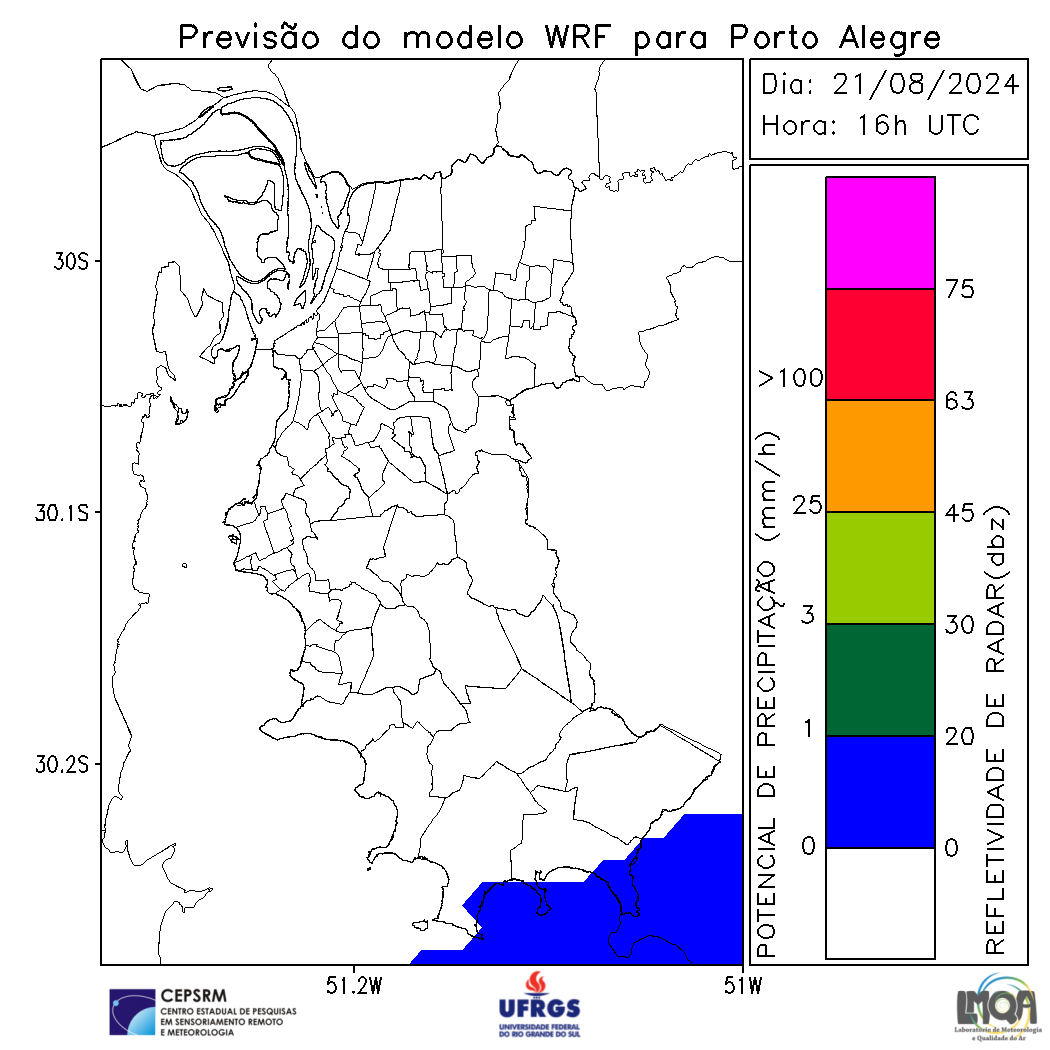 Previsão do modelo WRF para Porto Alegre
Dia: 21/08/2024
Hora: 16h UTC
30S
30.1S
30.2S
51.2W
51W
POTENCIAL DE PRECIPITAÇÃO (mm/h)
>100
25
3
1
0
75
63
45
30
20
0
REFLETIVIDADE DE RADAR(dbz)
CEPSRM
CENTRO ESTADUAL DE PESQUISAS
EM SENSORIAMENTO REMOTO
E METEOROLOGIA
UFRGS
UNIVERSIDADE FEDERAL
DO RIO GRANDE DO SUL
LMQA
Laboratório de Meteorologia
e Qualidade do Ar